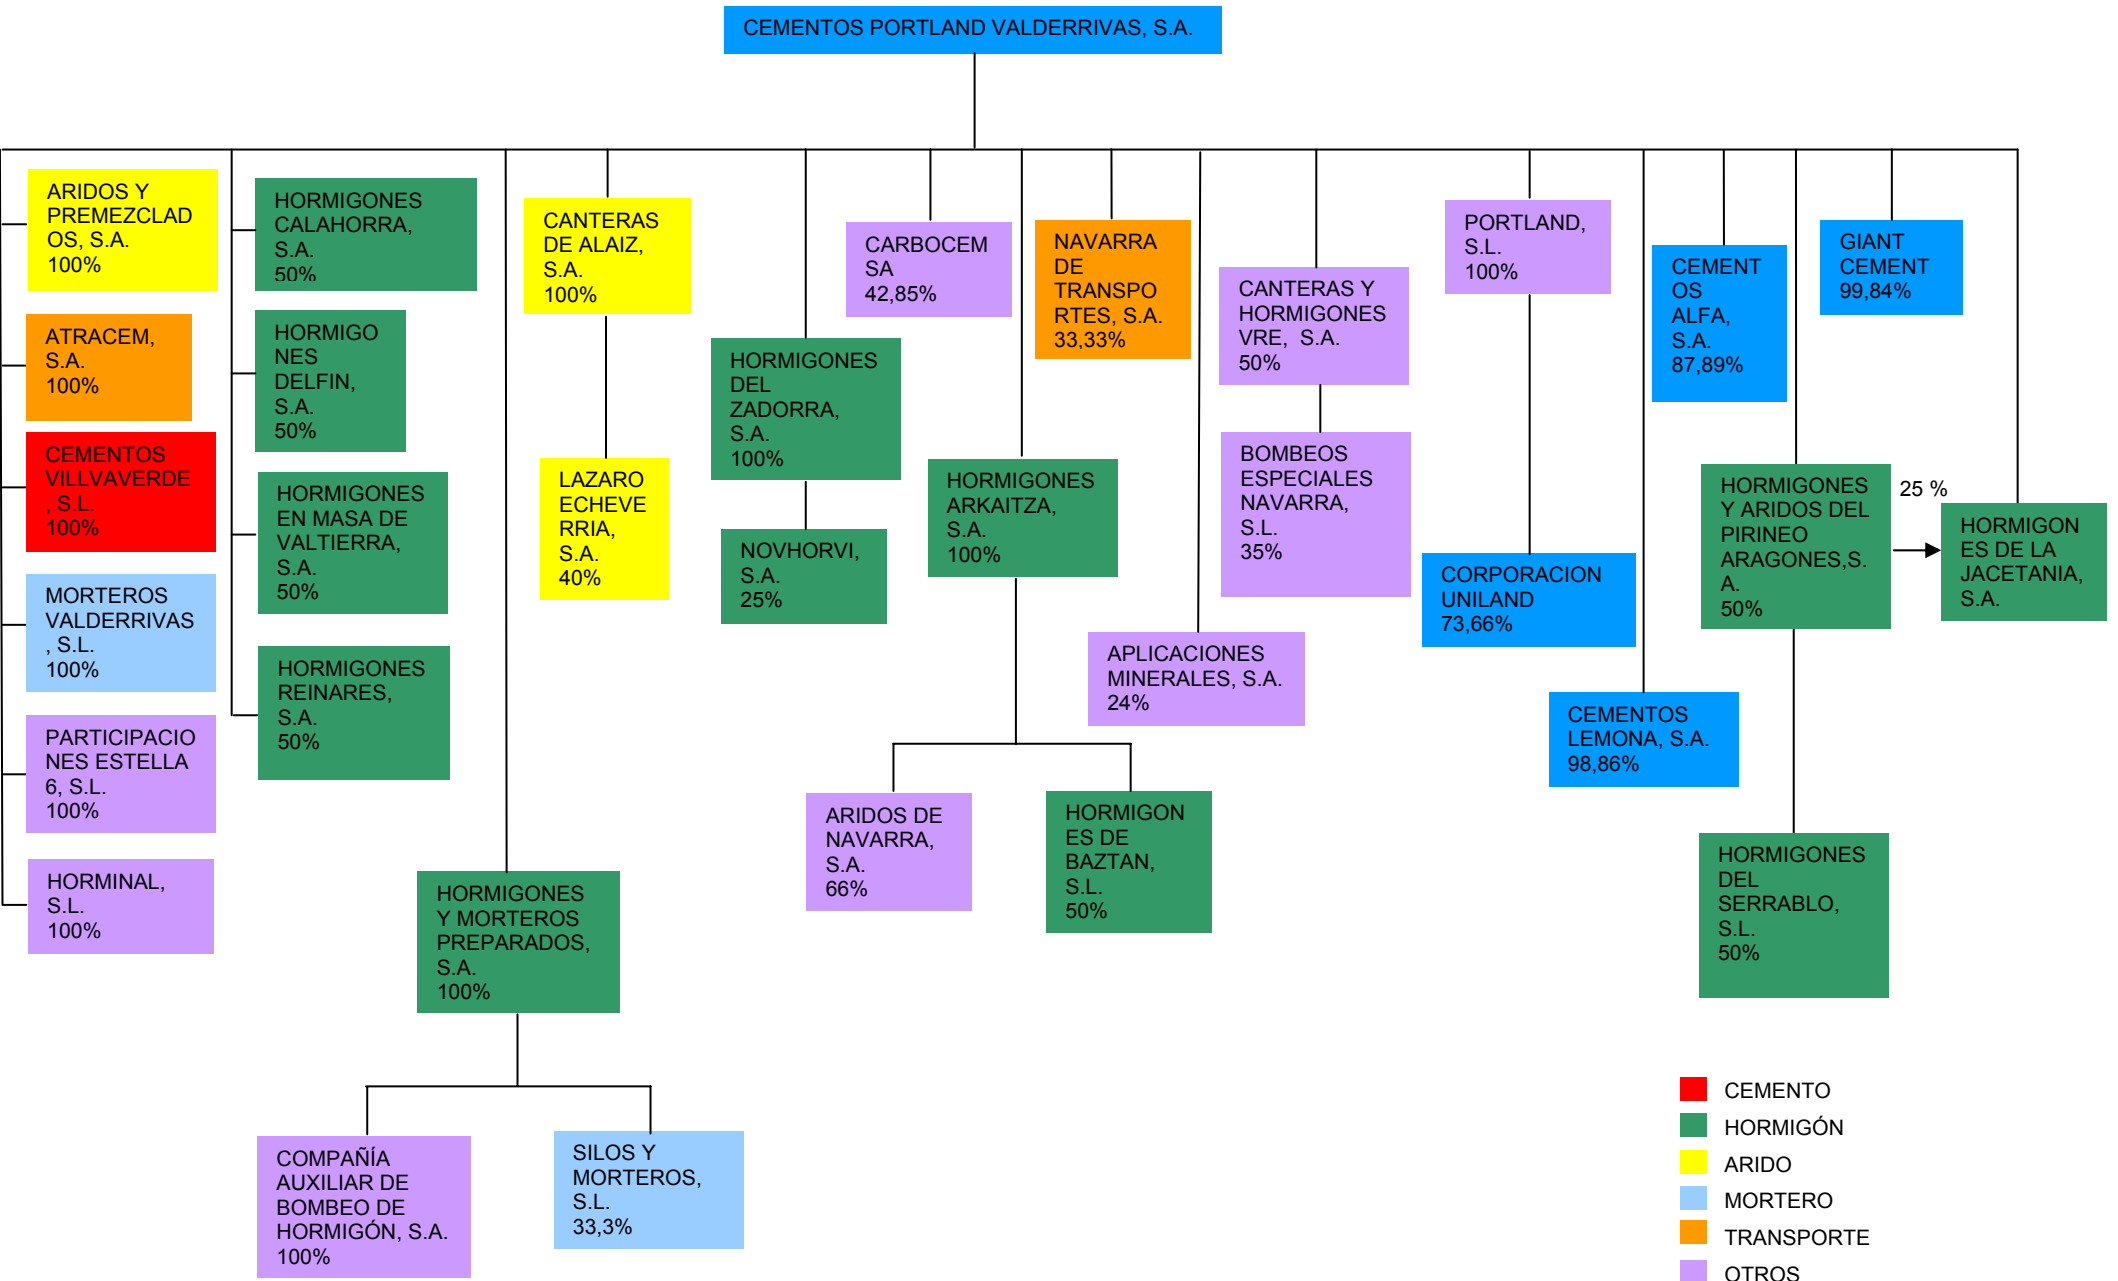 CEMENTOS PORTLAND VALDERRIVAS, S.A.
ARIDOS Y
PREMEZCLAD
OS, S.A.
100%
ATRACEM,
S.A.
100%
CEMENTOS
VILLVAVERDE
, S.L.
100%
MORTEROS
VALDERRIVAS
, S.L.
100%
PARTICIPACIO
NES ESTELLA
6, S.L.
100%
HORMINAL,
S.L.
100%
HORMIGONES
CALAHORRA,
S.A.
50%
HORMIGO
NES
DELFIN,
S.A.
50%
HORMIGONES
EN MASA DE
VALTIERRA,
S.A.
50%
HORMIGONES
REINARES,
S.A.
50%
HORMIGONES
Y MORTEROS
PREPARADOS,
S.A.
100%
COMPAÑÍA
AUXILIAR DE
BOMBEO DE
HORMIGÓN, S.A.
100%
SILOS Y
MORTEROS,
S.L.
33,3%
CANTERAS
DE ALAIZ,
S.A.
100%
LAZARO
ECHEVE
RRIA,
S.A.
40%
HORMIGONES
DEL
ZADORRA,
S.A.
100%
NOVHORVI,
S.A.
25%
CARBOCEM
SA
42,85%
HORMIGONES
ARKAITZA,
S.A.
100%
ARIDOS DE
NAVARRA,
S.A.
66%
HORMIGON
ES DE
BAZTAN,
S.L.
50%
NAVARRA
DE
TRANSPO
RTES, S.A.
33,33%
APLICACIONES
MINERALES, S.A.
24%
CANTERAS Y
HORMIGONES
VRE, S.A.
50%
BOMBEOS
ESPECIALES
NAVARRA,
S.L.
35%
PORTLAND,
S.L.
100%
CORPORACION
UNILAND
73,66%
CEMENTOS
LEMONA, S.A.
98,86%
CEMENT
OS
ALFA,
S.A.
87,89%
HORMIGONES
Y ARIDOS DEL
PIRINEO
ARAGONES,S.
A.
50%
HORMIGONES
DEL
SERRABLO,
S.L.
50%
GIANT
CEMENT
99,84%
25 %
HORMIGON
ES DE LA
JACETANIA,
S.A.
CEMENTO
HORMIGÓN
ARIDO
MORTERO
TRANSPORTE
OTROS